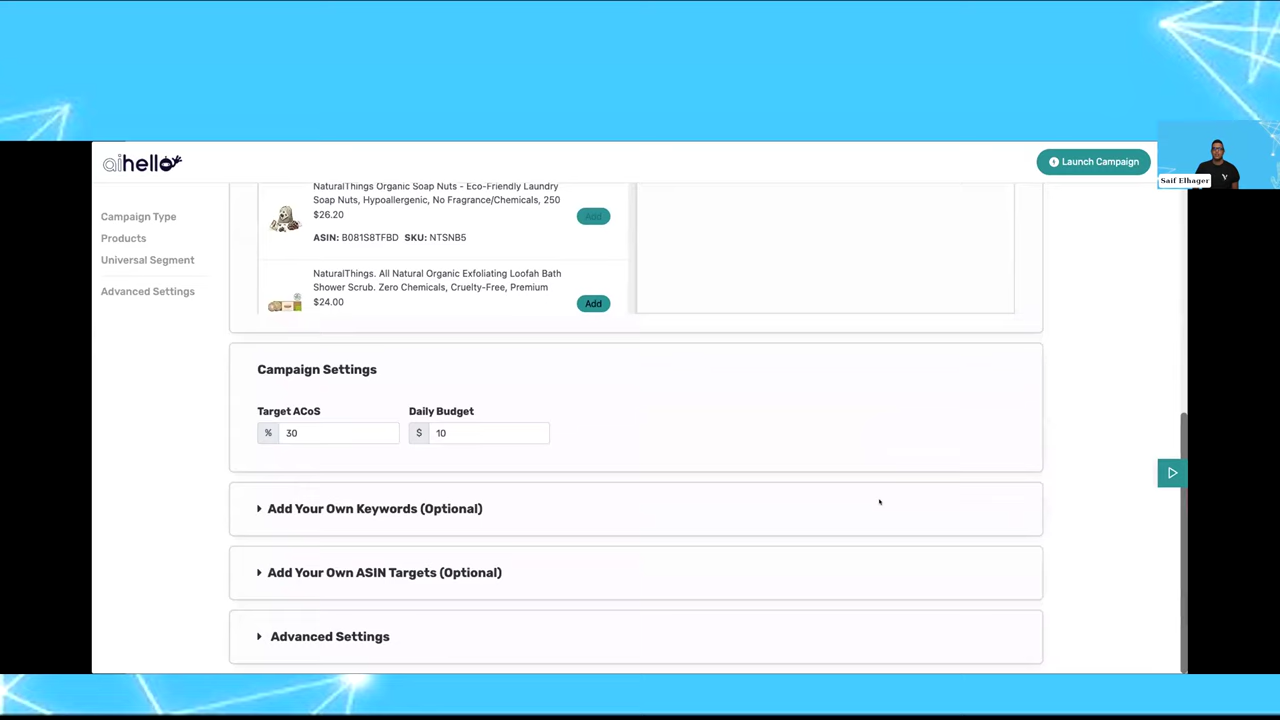 aihello
Launch Campaign
Saif Elhager
Campaign Type
Products
Universal Segment
Advanced Settings
NaturalThings Organic Soap Nuts - Eco-Friendly Laundry
Soap Nuts, Hypoallergenic, No Fragrance/Chemicals, 250
$26.20
Add
ASIN: B081S8TFBD SKU: NTSNB5
NaturalThings. All Natural Organic Exfoliating Loofah Bath
Shower Scrub. Zero Chemicals, Cruelty-Free, Premium
$24.00
Add
Campaign Settings
Target ACoS
Daily Budget
% 30
$ 10
Add Your Own Keywords (Optional)
Add Your Own ASIN Targets (Optional)
Advanced Settings